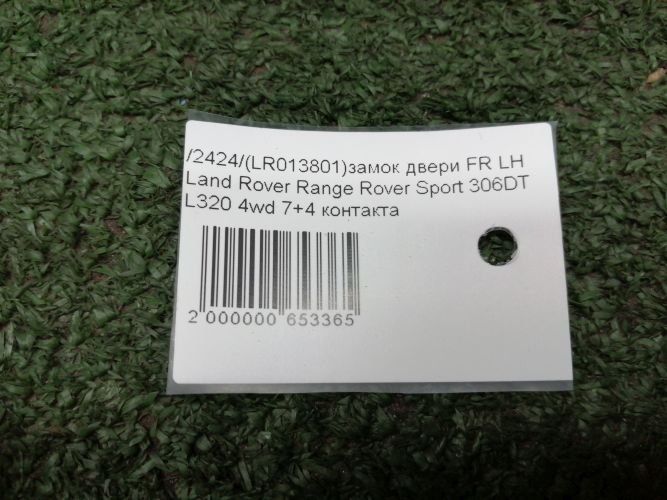 /2424/(LR013801)замок двери FR LH
Land Rover Range Rover Sport 306DT
L320 4wd 7+4 контакта
2 000000 653365